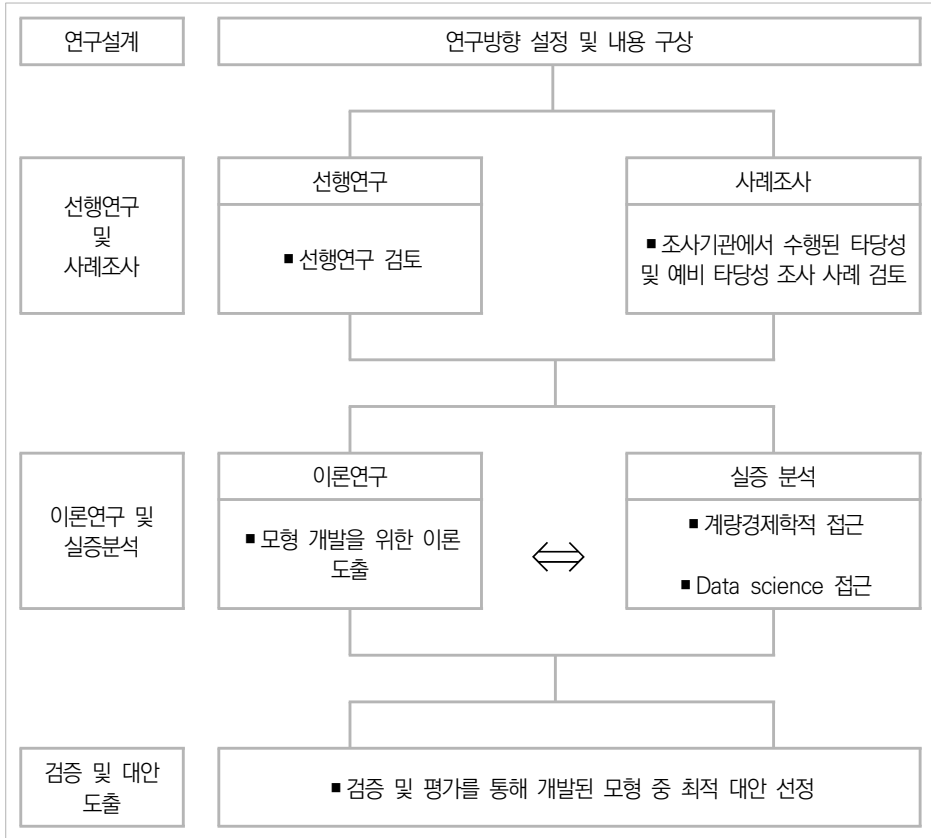 연구설계
연구방향 설정 및 내용 구상
선행연구
및
사례조사
선행연구
■ 선행연구 검토
사례조사
■ 조사기관에서 수행된 타당성
및 예비 타당성 조사 사례 검토
이론연구 및
실증분석
이론연구
■ 모형 개발을 위한 이론
도출
⇔
실증 분석
■ 계량경제학적 접근
■ Data science 접근
검증 및 대안
도출
■ 검증 및 평가를 통해 개발된 모형 중 최적 대안 선정